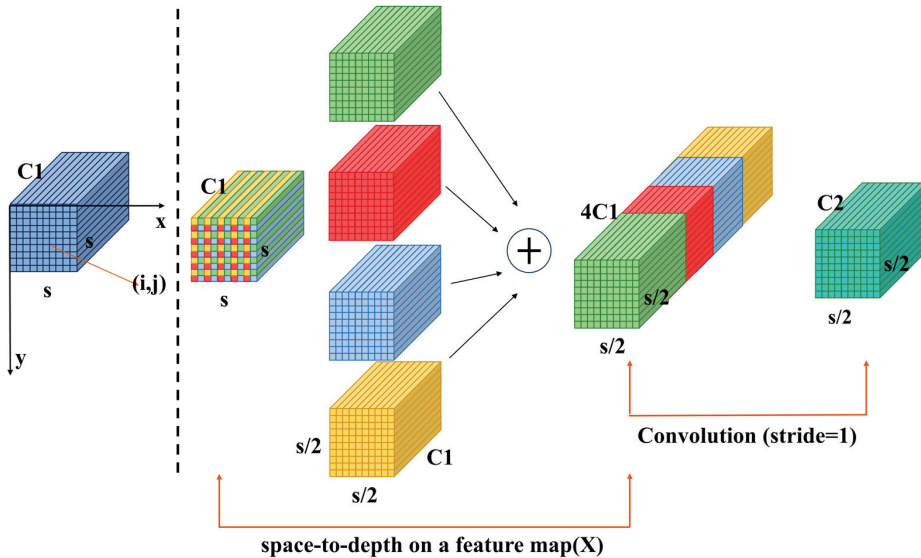 C1
x
s
s
(i,j)
y
C1
s
s
s/2
C1
s/2
+
4C1
s/2
s/2
C2
s/2
s/2
Convolution (stride=1)
space-to-depth on a feature map(X)